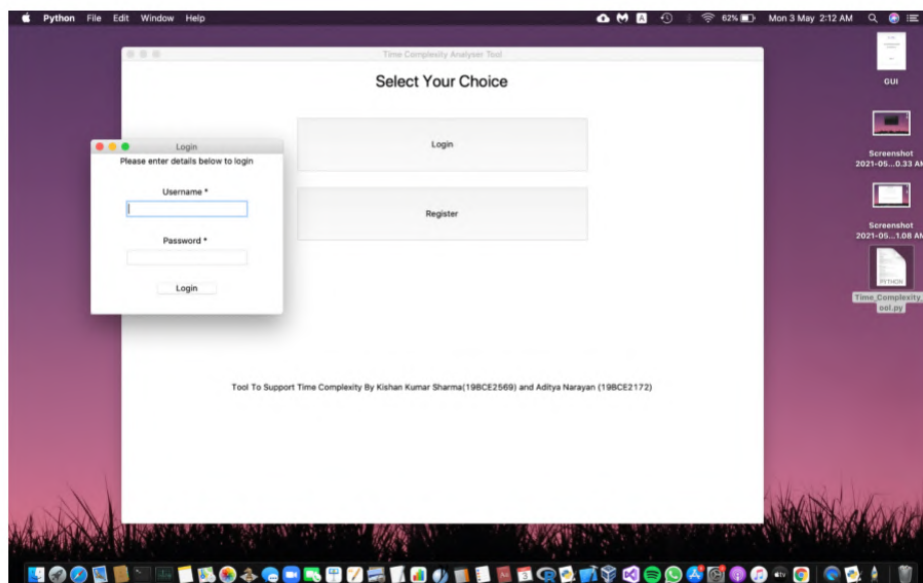 Python File Edit Window Help
62%
Mon 3 May 2:12 AM
Time Complexity Analyser Tool
Select Your Choice
Login
Register
Login
Please enter details below to login
Username *
Password *
Login
Tool To Support Time Complexity By Kishan Kumar Sharma(19BCE2569) and Aditya Narayan (19BCE2172)
GUI
Screenshot
2021-05...0.33 AM
Screenshot
2021-05...1.08 AM
PYTHON
Time_Complexity_
ool.py